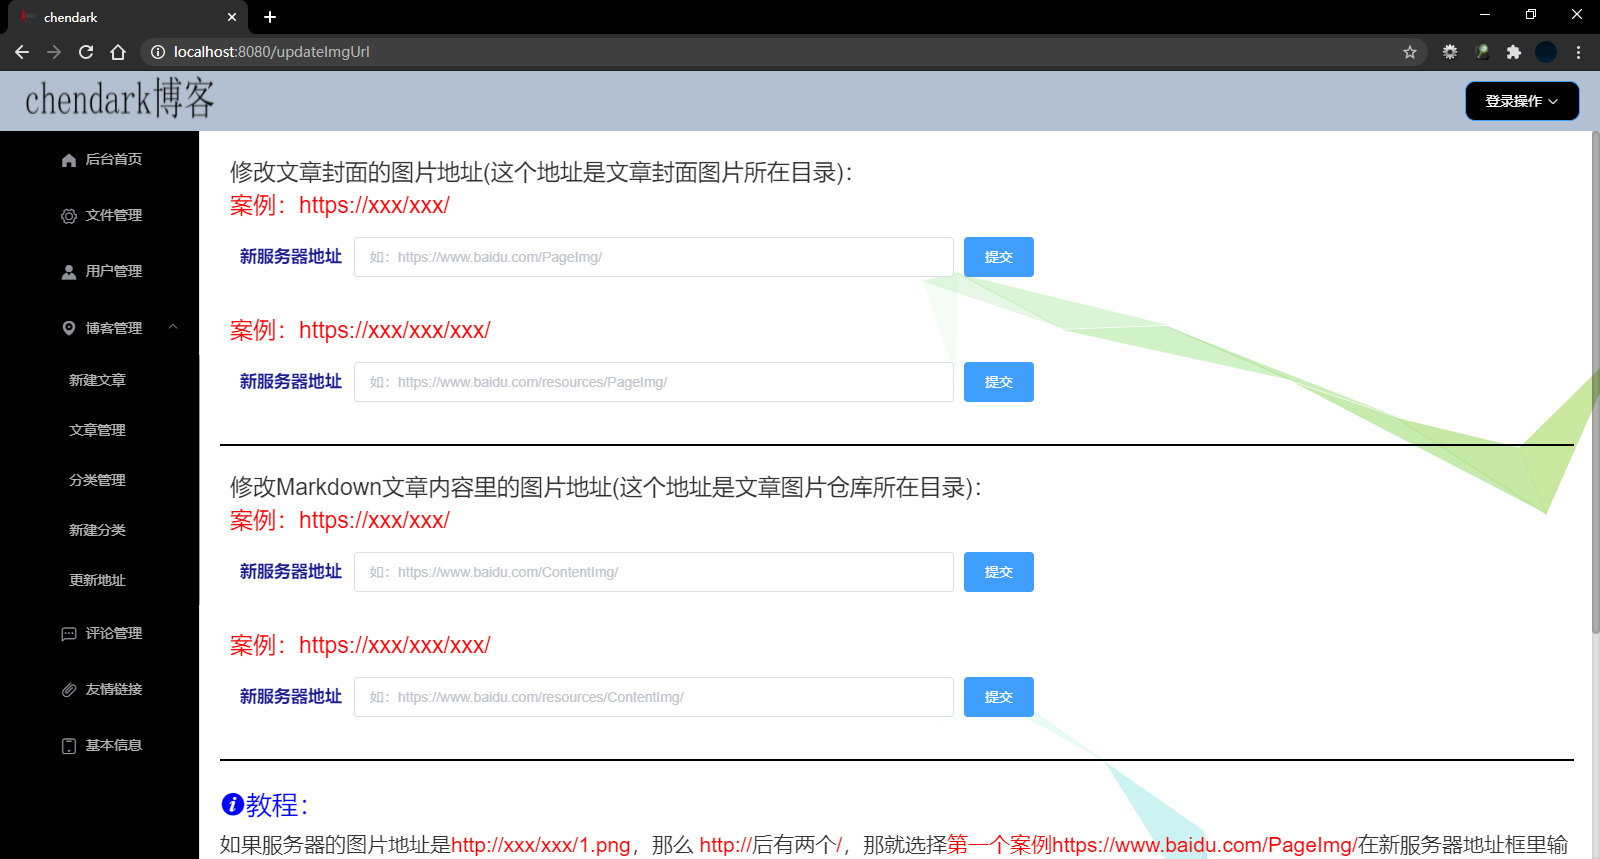 chendark
localhost:8080/updateImgUrl
chendark博客
登录操作
后台首页
文件管理
用户管理
博客管理
新建文章
文章管理
分类管理
新建分类
更新地址
评论管理
友情链接
基本信息
修改文章封面的图片地址(这个地址是文章封面图片所在目录)：
案例：https://xxx/xxx/
新服务器地址 如：https://www.baidu.com/PageImg/ 提交
案例：https://xxx/xxx/xxx/
新服务器地址 如：https://www.baidu.com/resources/PageImg/ 提交
修改Markdown文章内容里的图片地址(这个地址是文章图片仓库所在目录)：
案例：https://xxx/xxx/
新服务器地址 如：https://www.baidu.com/ContentImg/ 提交
案例：https://xxx/xxx/xxx/
新服务器地址 如：https://www.baidu.com/resources/ContentImg/ 提交
教程：
如果服务器的图片地址是http://xxx/xxx/1.png，那么 http://后有两个/，那就选择第一个案例https://www.baidu.com/PageImg/在新服务器地址框里输